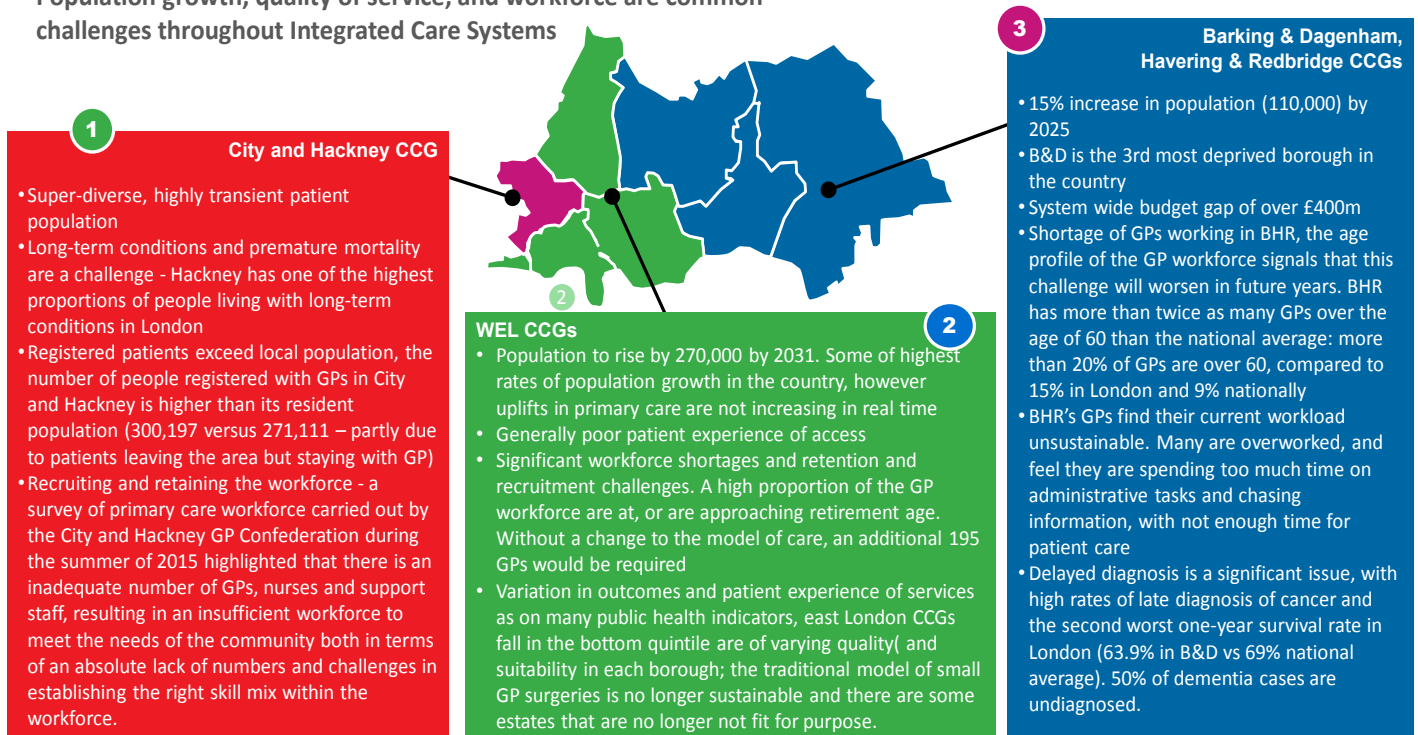 Population growth, quality of service, and workforce are common
challenges throughout Integrated Care Systems
1
City and Hackney CCG
•Super-diverse, highly transient patient
population
•Long-term conditions and premature mortality
are a challenge - Hackney has one of the highest
proportions of people living with long-term
conditions in London
•Registered patients exceed local population, the
number of people registered with GPs in City
and Hackney is higher than its resident
population (300,197 versus 271,111 – partly due
to patients leaving the area but staying with GP)
•Recruiting and retaining the workforce - a
survey of primary care workforce carried out by
the City and Hackney GP Confederation during
the summer of 2015 highlighted that there is an
inadequate number of GPs, nurses and support
staff, resulting in an insufficient workforce to
meet the needs of the community both in terms
of an absolute lack of numbers and challenges in
establishing the right skill mix within the
workforce.
2
WEL CCGs
2
• Population to rise by 270,000 by 2031. Some of highest
rates of population growth in the country, however
uplifts in primary care are not increasing in real time
• Generally poor patient experience of access
• Significant workforce shortages and retention and
recruitment challenges. A high proportion of the GP
workforce are at, or are approaching retirement age.
Without a change to the model of care, an additional 195
GPs would be required
• Variation in outcomes and patient experience of services
as on many public health indicators, east London CCGs
fall in the bottom quintile are of varying quality( and
suitability in each borough; the traditional model of small
GP surgeries is no longer sustainable and there are some
estates that are no longer not fit for purpose.
3
Barking & Dagenham,
Havering & Redbridge CCGs
•15% increase in population (110,000) by
2025
•B&D is the 3rd most deprived borough in
the country
•System wide budget gap of over £400m
•Shortage of GPs working in BHR, the age
profile of the GP workforce signals that this
challenge will worsen in future years. BHR
has more than twice as many GPs over the
age of 60 than the national average: more
than 20% of GPs are over 60, compared to
15% in London and 9% nationally
•BHR’s GPs find their current workload
unsustainable. Many are overworked, and
feel they are spending too much time on
administrative tasks and chasing
information, with not enough time for
patient care
•Delayed diagnosis is a significant issue, with
high rates of late diagnosis of cancer and
the second worst one-year survival rate in
London (63.9% in B&D vs 69% national
average). 50% of dementia cases are
undiagnosed.